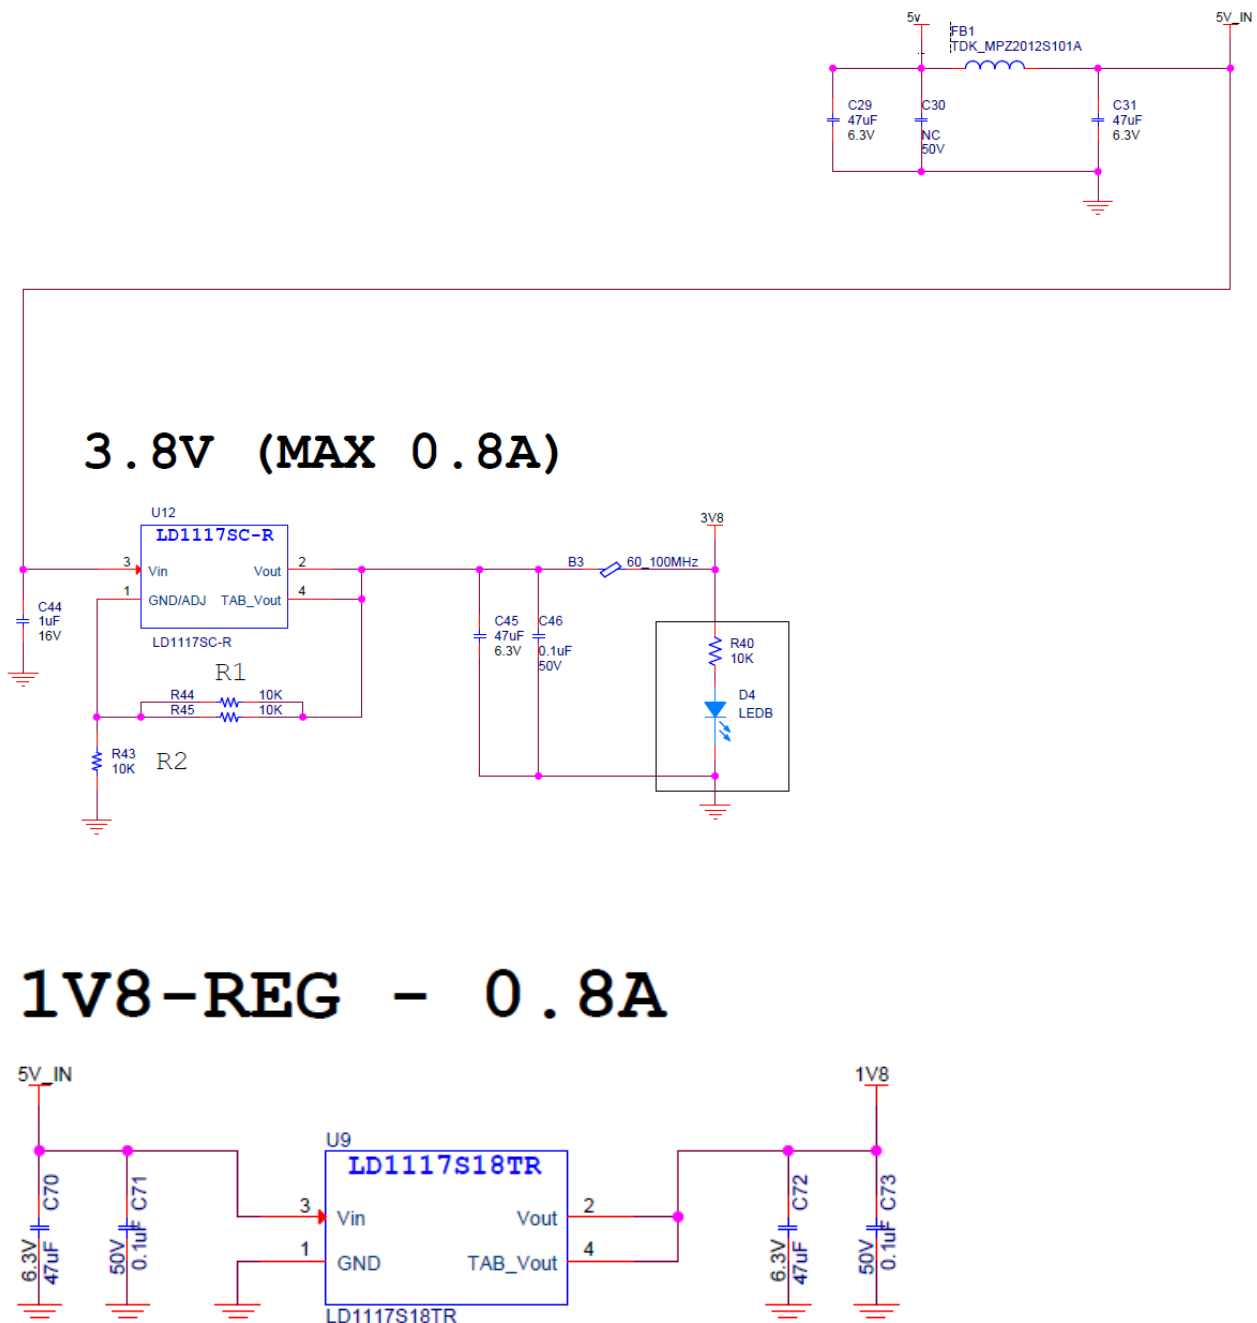 5v
5V_IN
FB1
TDK_MPZ2012S101A
C29
47uF
6.3V
C30
NC
50V
C31
47uF
6.3V
3.8V (MAX 0.8A)
U12
LD1117SC-R
3
Vin
Vout
2
1
GND/ADJ
TAB_Vout
4
LD1117SC-R
C44
1uF
16V
R1
R44
10K
R45
10K
R43
10K
R2
C45
47uF
6.3V
C46
0.1uF
50V
B3
60_100MHz
3V8
R40
10K
D4
LEDB
1V8-REG - 0.8A
5V_IN
C70
6.3V
47uF
C71
50V
0.1uF
U9
LD1117S18TR
3
Vin
Vout
2
1
GND
TAB_Vout
4
LD1117S18TR
1V8
C72
6.3V
47uF
C73
50V
0.1uF